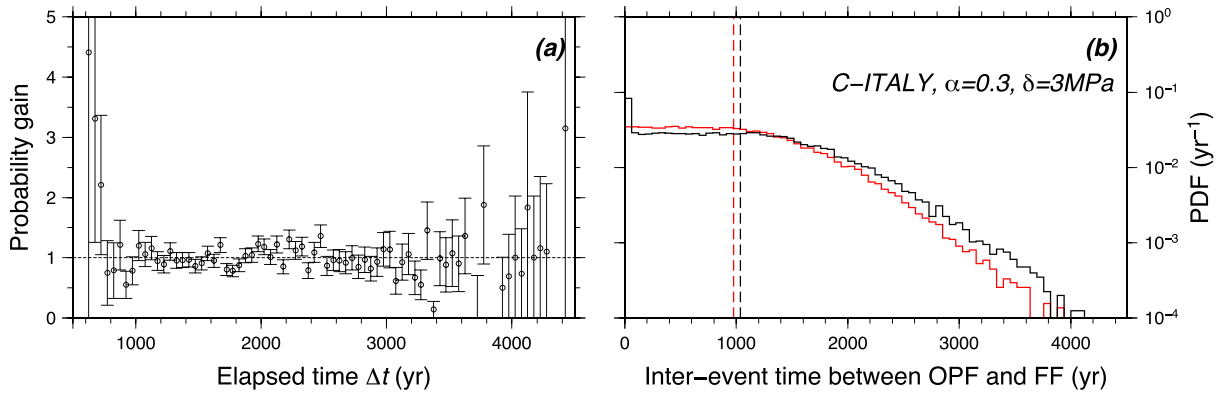 (a)
Probability gain
5
4
3
2
1
0
1000 2000 3000 4000
Elapsed time Δt (yr)
(b)
C−ITALY, α=0.3, δ=3MPa
10⁰
10⁻¹
10⁻²
10⁻³
10⁻⁴
PDF (yr⁻¹)
0 1000 2000 3000 4000
Inter−event time between OPF and FF (yr)